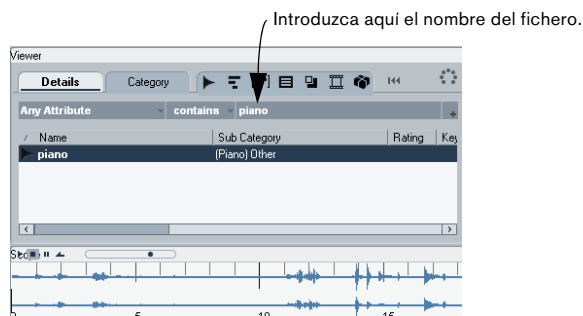 Introduzca aquí el nombre del fichero.
Viewer
Details Category
Any Attribute contains piano +
/ Name Sub Category Rating Key
piano (Piano) Other
5 10 15